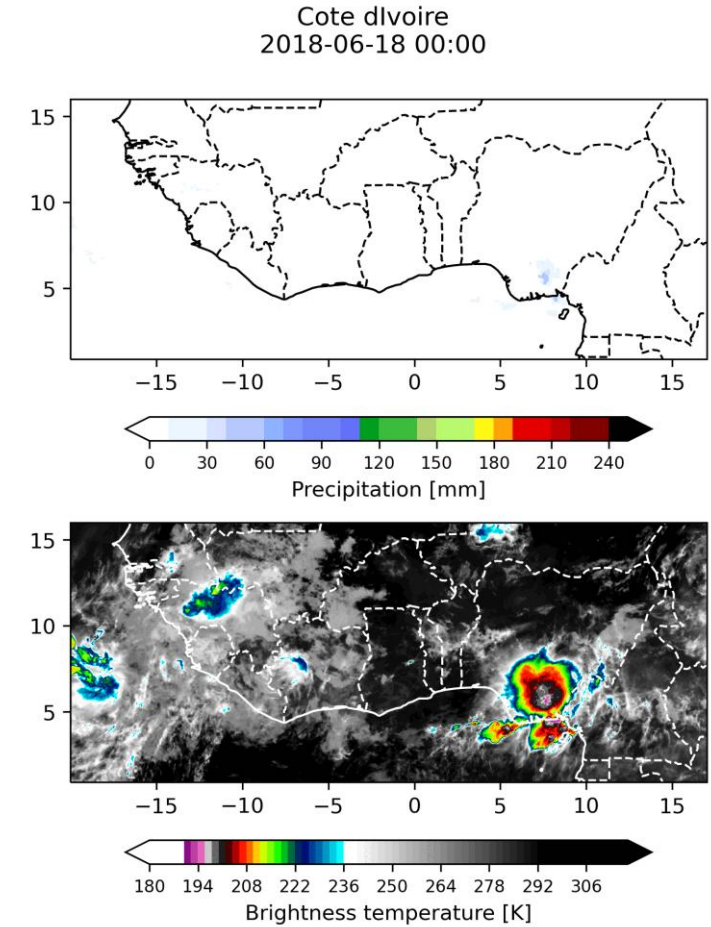 Cote dIvoire
2018-06-18 00:00
15
10
5
−15 −10 −5 0 5 10 15
0 30 60 90 120 150 180 210 240
Precipitation [mm]
15
10
5
−15 −10 −5 0 5 10 15
180 194 208 222 236 250 264 278 292 306
Brightness temperature [K]